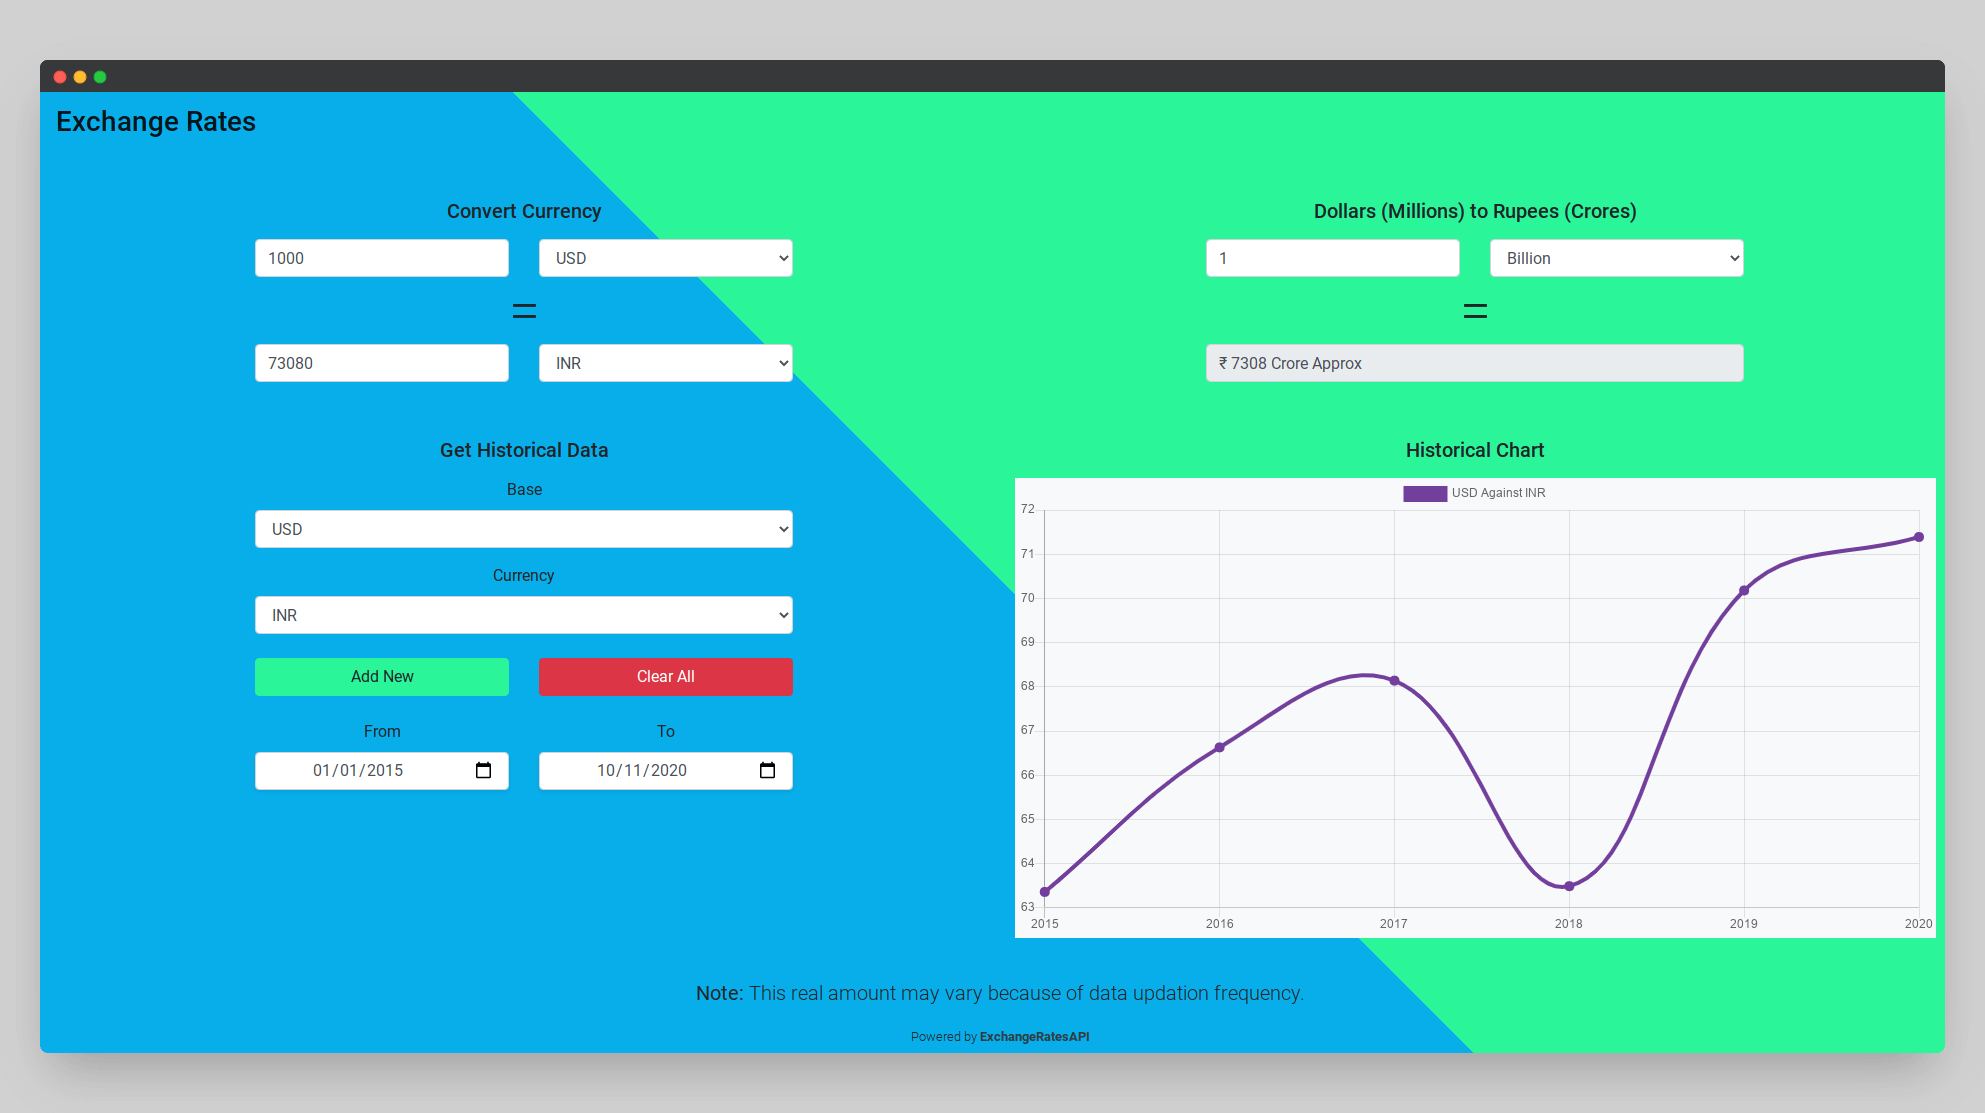 Exchange Rates
Convert Currency
1000 USD
=
73080 INR
Dollars (Millions) to Rupees (Crores)
1 Billion
=
₹ 7308 Crore Approx
Get Historical Data
Base
USD
Currency
INR
Add New Clear All
From To
01/01/2015 10/11/2020
Historical Chart
USD Against INR
72
71
70
69
68
67
66
65
64
63
2015 2016 2017 2018 2019 2020
Note: This real amount may vary because of data updation frequency.
Powered by ExchangeRatesAPI